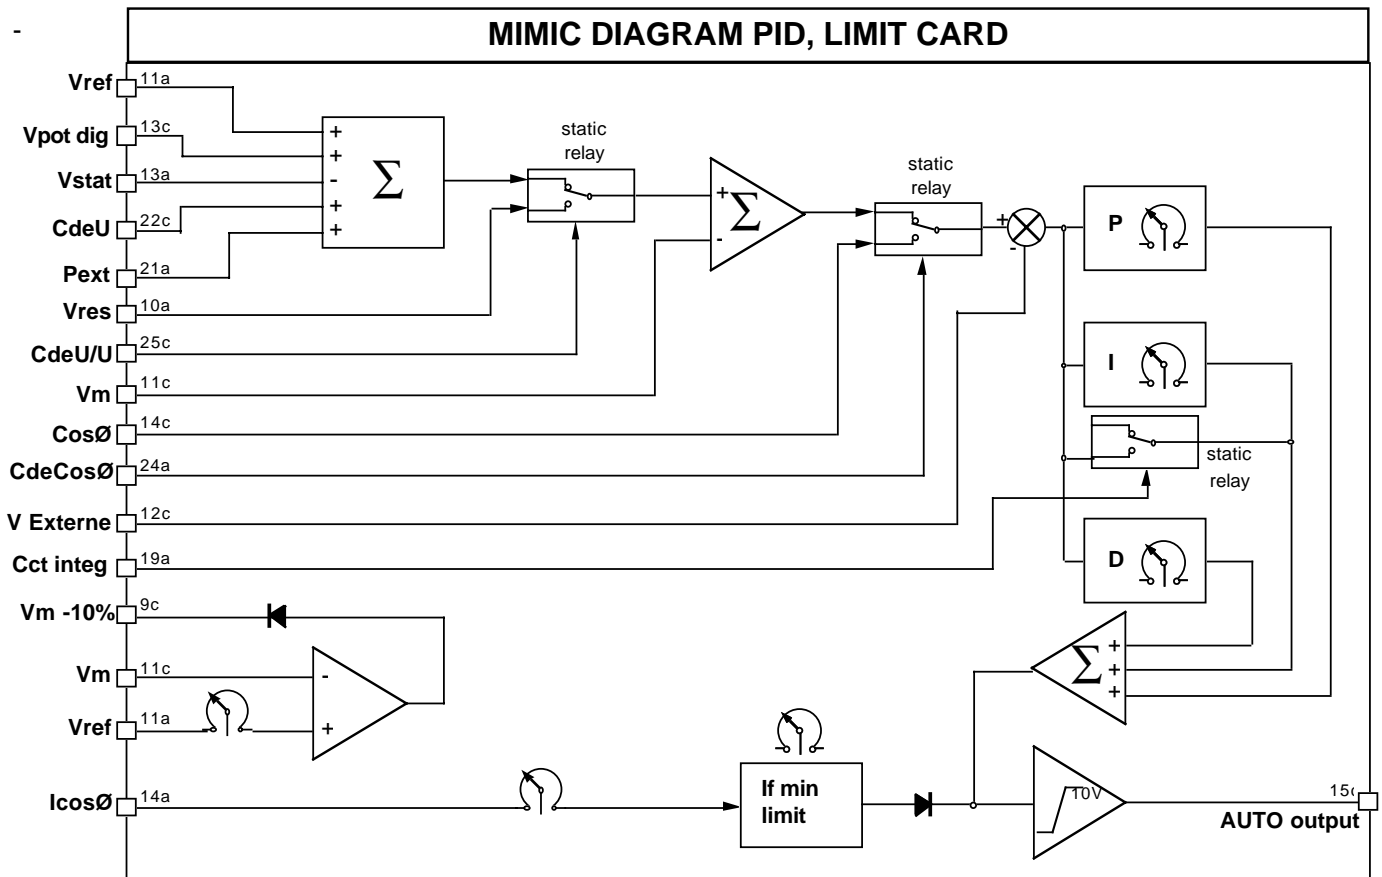 -
MIMIC DIAGRAM PID, LIMIT CARD
Vref 11a
Vpot dig 13c
Vstat 13a
CdeU 22c
Pext 21a
Vres 10a
CdeU/U 25c
Vm 11c
CosØ 14c
CdeCosØ 24a
V Externe 12c
Cct integ 19a
Vm -10% 9c
Vm 11c
Vref 11a
IcosØ 14a
+
+
-
+
+
Σ
static
relay
+
-
Σ
static
relay
+
-
P
I
static
relay
D
Σ
+
+
+
-
+
If min
limit
10V
15c
AUTO output